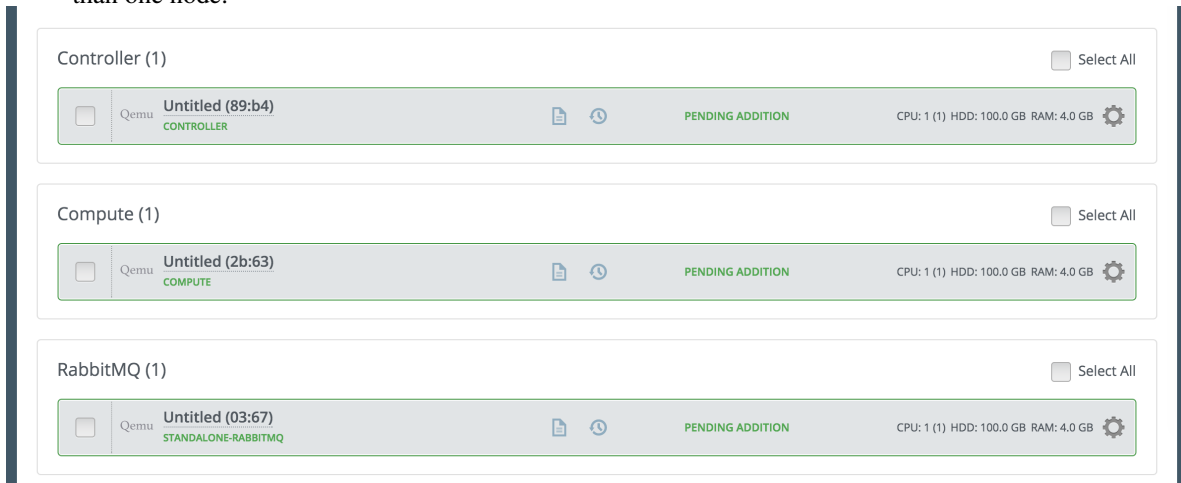 than one node.
Controller (1)
Select All
Qemu
Untitled (89:b4)
CONTROLLER
PENDING ADDITION
CPU: 1 (1) HDD: 100.0 GB RAM: 4.0 GB
Compute (1)
Select All
Qemu
Untitled (2b:63)
COMPUTE
PENDING ADDITION
CPU: 1 (1) HDD: 100.0 GB RAM: 4.0 GB
RabbitMQ (1)
Select All
Qemu
Untitled (03:67)
STANDALONE-RABBITMQ
PENDING ADDITION
CPU: 1 (1) HDD: 100.0 GB RAM: 4.0 GB